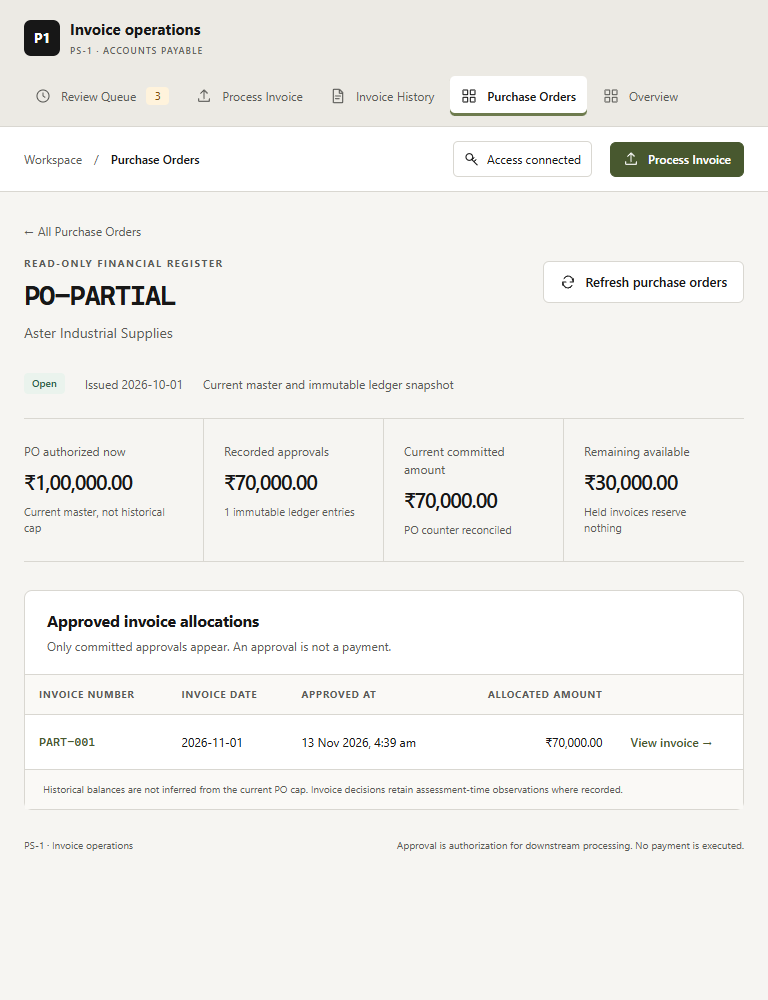 P1
Invoice operations
PS-1 · ACCOUNTS PAYABLE
Review Queue 3 Process Invoice Invoice History Purchase Orders Overview
Workspace / Purchase Orders Access connected Process Invoice
← All Purchase Orders
READ-ONLY FINANCIAL REGISTER
PO-PARTIAL
Refresh purchase orders
Aster Industrial Supplies
Open Issued 2026-10-01 Current master and immutable ledger snapshot
PO authorized now
₹1,00,000.00
Current master, not historical
cap
Recorded approvals
₹70,000.00
1 immutable ledger entries
Current committed
amount
₹70,000.00
PO counter reconciled
Remaining available
₹30,000.00
Held invoices reserve
nothing
Approved invoice allocations
Only committed approvals appear. An approval is not a payment.
INVOICE NUMBER INVOICE DATE APPROVED AT ALLOCATED AMOUNT
PART-001 2026-11-01 13 Nov 2026, 4:39 am ₹70,000.00 View invoice →
Historical balances are not inferred from the current PO cap. Invoice decisions retain assessment-time observations where recorded.
PS-1 · Invoice operations Approval is authorization for downstream processing. No payment is executed.